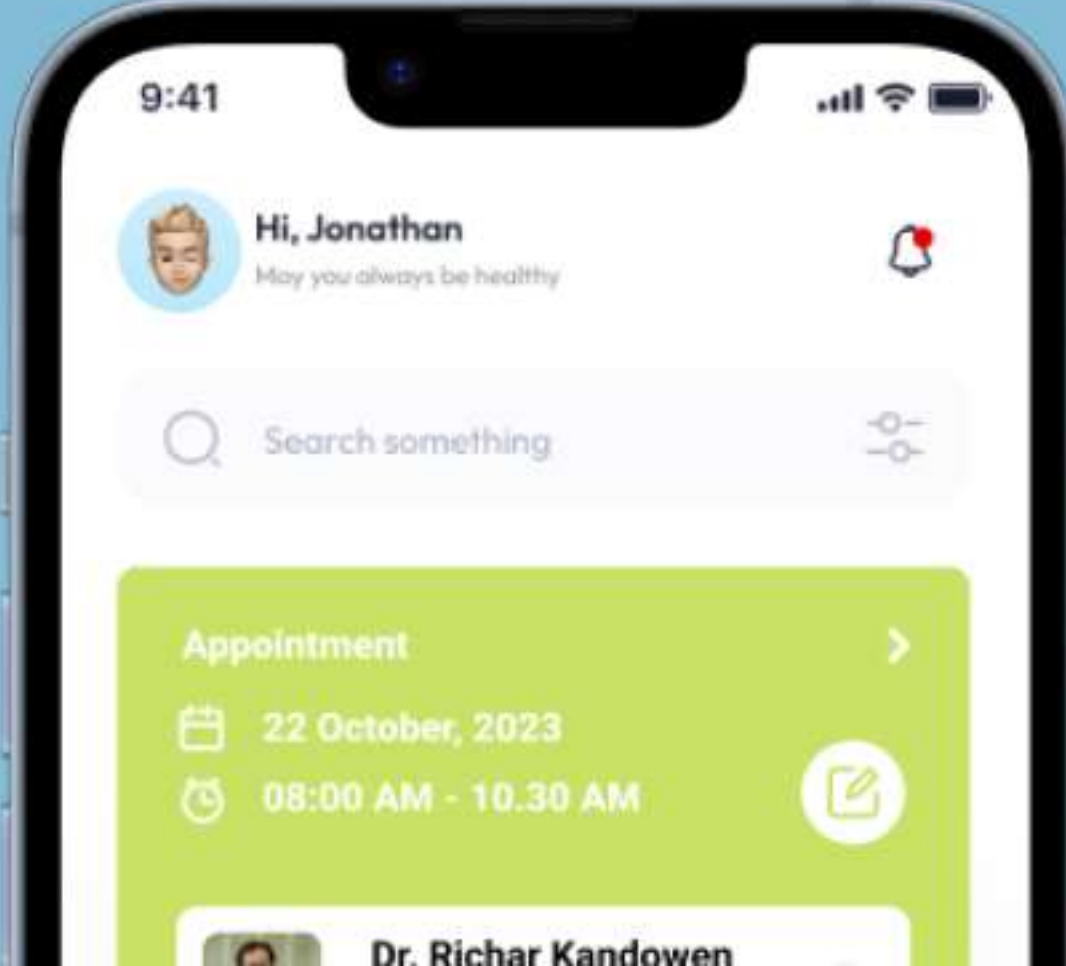 9:41
Hi, Jonathan
May you always be healthy
Search something
Appointment
22 October, 2023
08:00 AM - 10.30 AM
Dr. Richar Kandowen